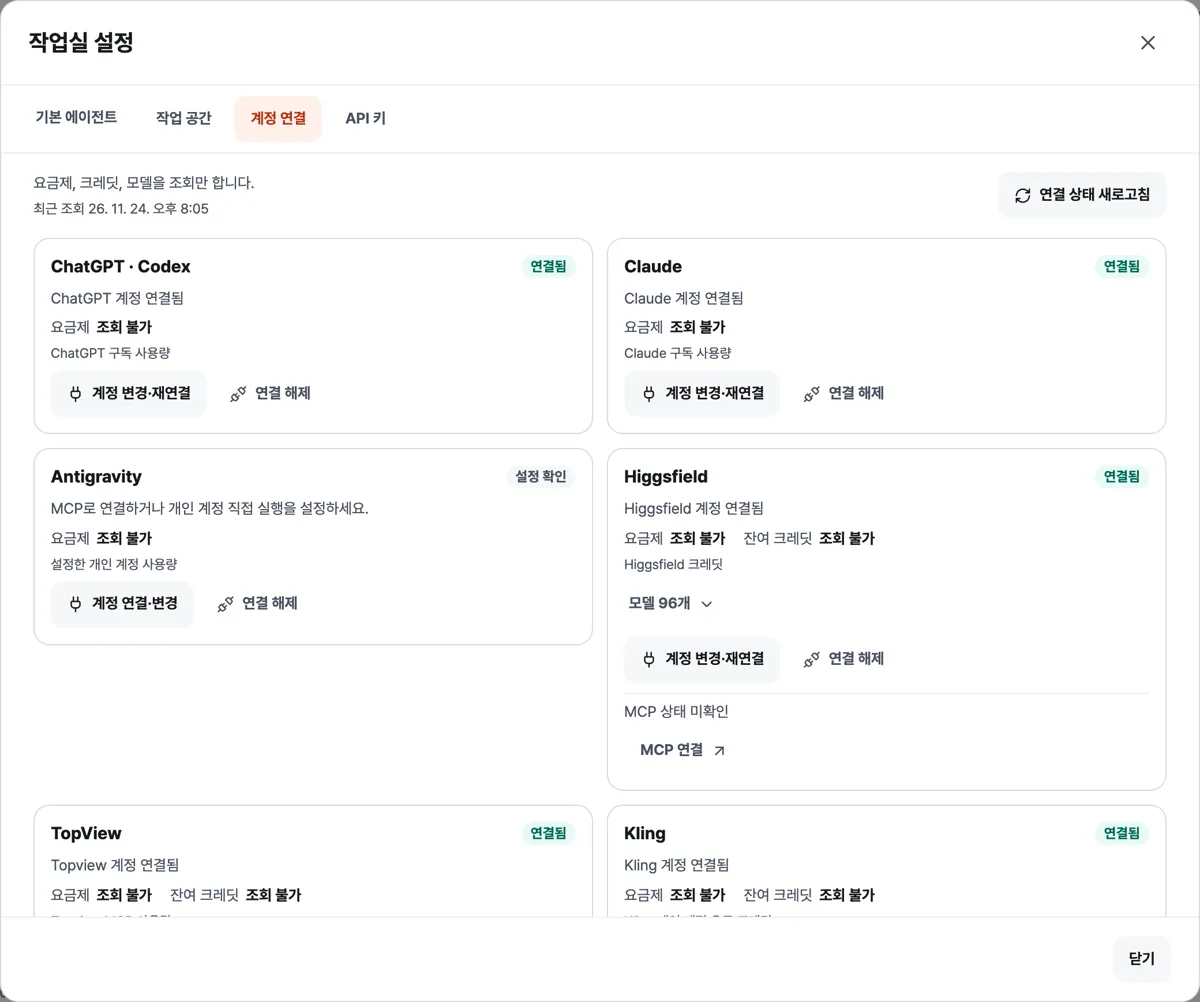 작업실 설정
기본 에이전트
작업 공간
계정 연결
API 키
요금제, 크레딧, 모델을 조회만 합니다.
최근 조회 26. 11. 24. 오후 8:05
연결 상태 새로고침
ChatGPT · Codex
연결됨
ChatGPT 계정 연결됨
요금제 조회 불가
ChatGPT 구독 사용량
계정 변경·재연결
연결 해제
Claude
연결됨
Claude 계정 연결됨
요금제 조회 불가
Claude 구독 사용량
계정 변경·재연결
연결 해제
Antigravity
설정 확인
MCP로 연결하거나 개인 계정 직접 실행을 설정하세요.
요금제 조회 불가
설정한 개인 계정 사용량
계정 연결·변경
연결 해제
Higgsfield
연결됨
Higgsfield 계정 연결됨
요금제 조회 불가 잔여 크레딧 조회 불가
Higgsfield 크레딧
모델 96개
계정 변경·재연결
연결 해제
MCP 상태 미확인
MCP 연결
TopView
연결됨
Topview 계정 연결됨
요금제 조회 불가 잔여 크레딧 조회 불가
Kling
연결됨
Kling 계정 연결됨
요금제 조회 불가 잔여 크레딧 조회 불가
닫기